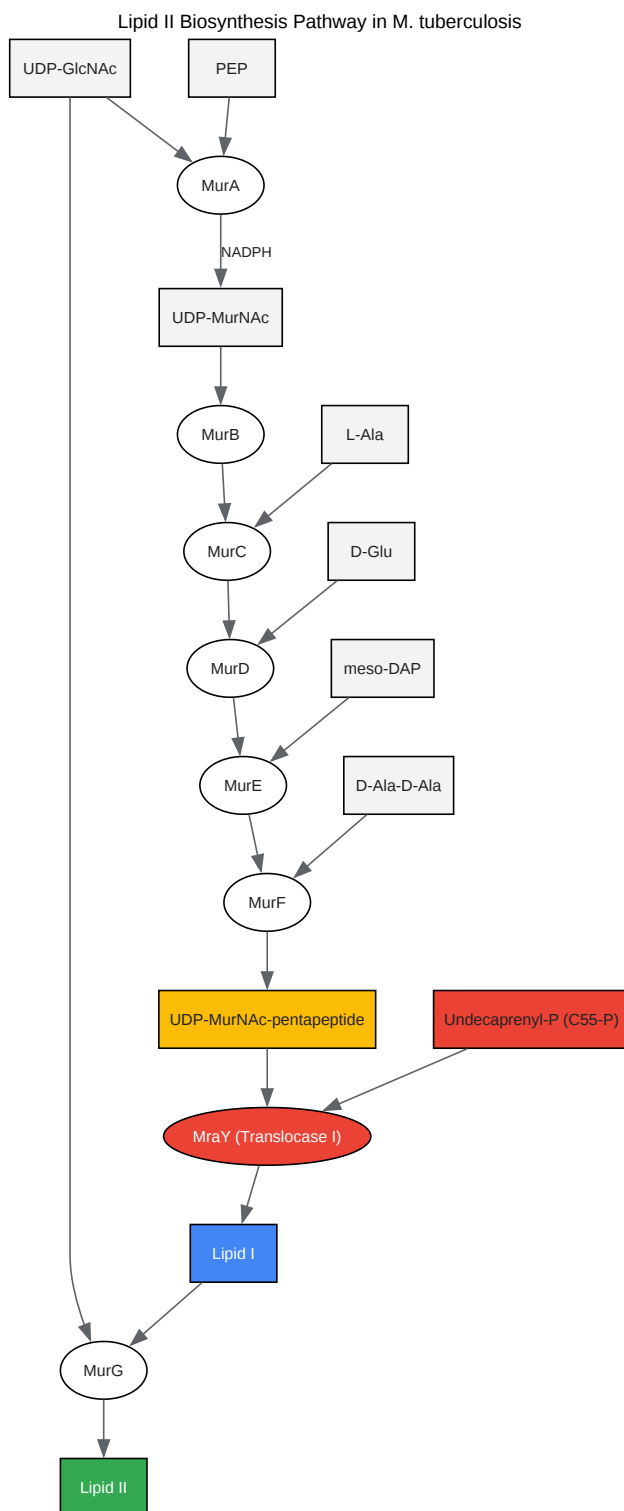 Lipid II Biosynthesis Pathway in M. tuberculosis
UDP-GlcNAc
PEP
MurA
NADPH
UDP-MurNAc
MurB
L-Ala
MurC
D-Glu
MurD
meso-DAP
MurE
D-Ala-D-Ala
MurF
UDP-MurNAc-pentapeptide
Undecaprenyl-P (C55-P)
MraY (Translocase I)
Lipid I
MurG
Lipid II